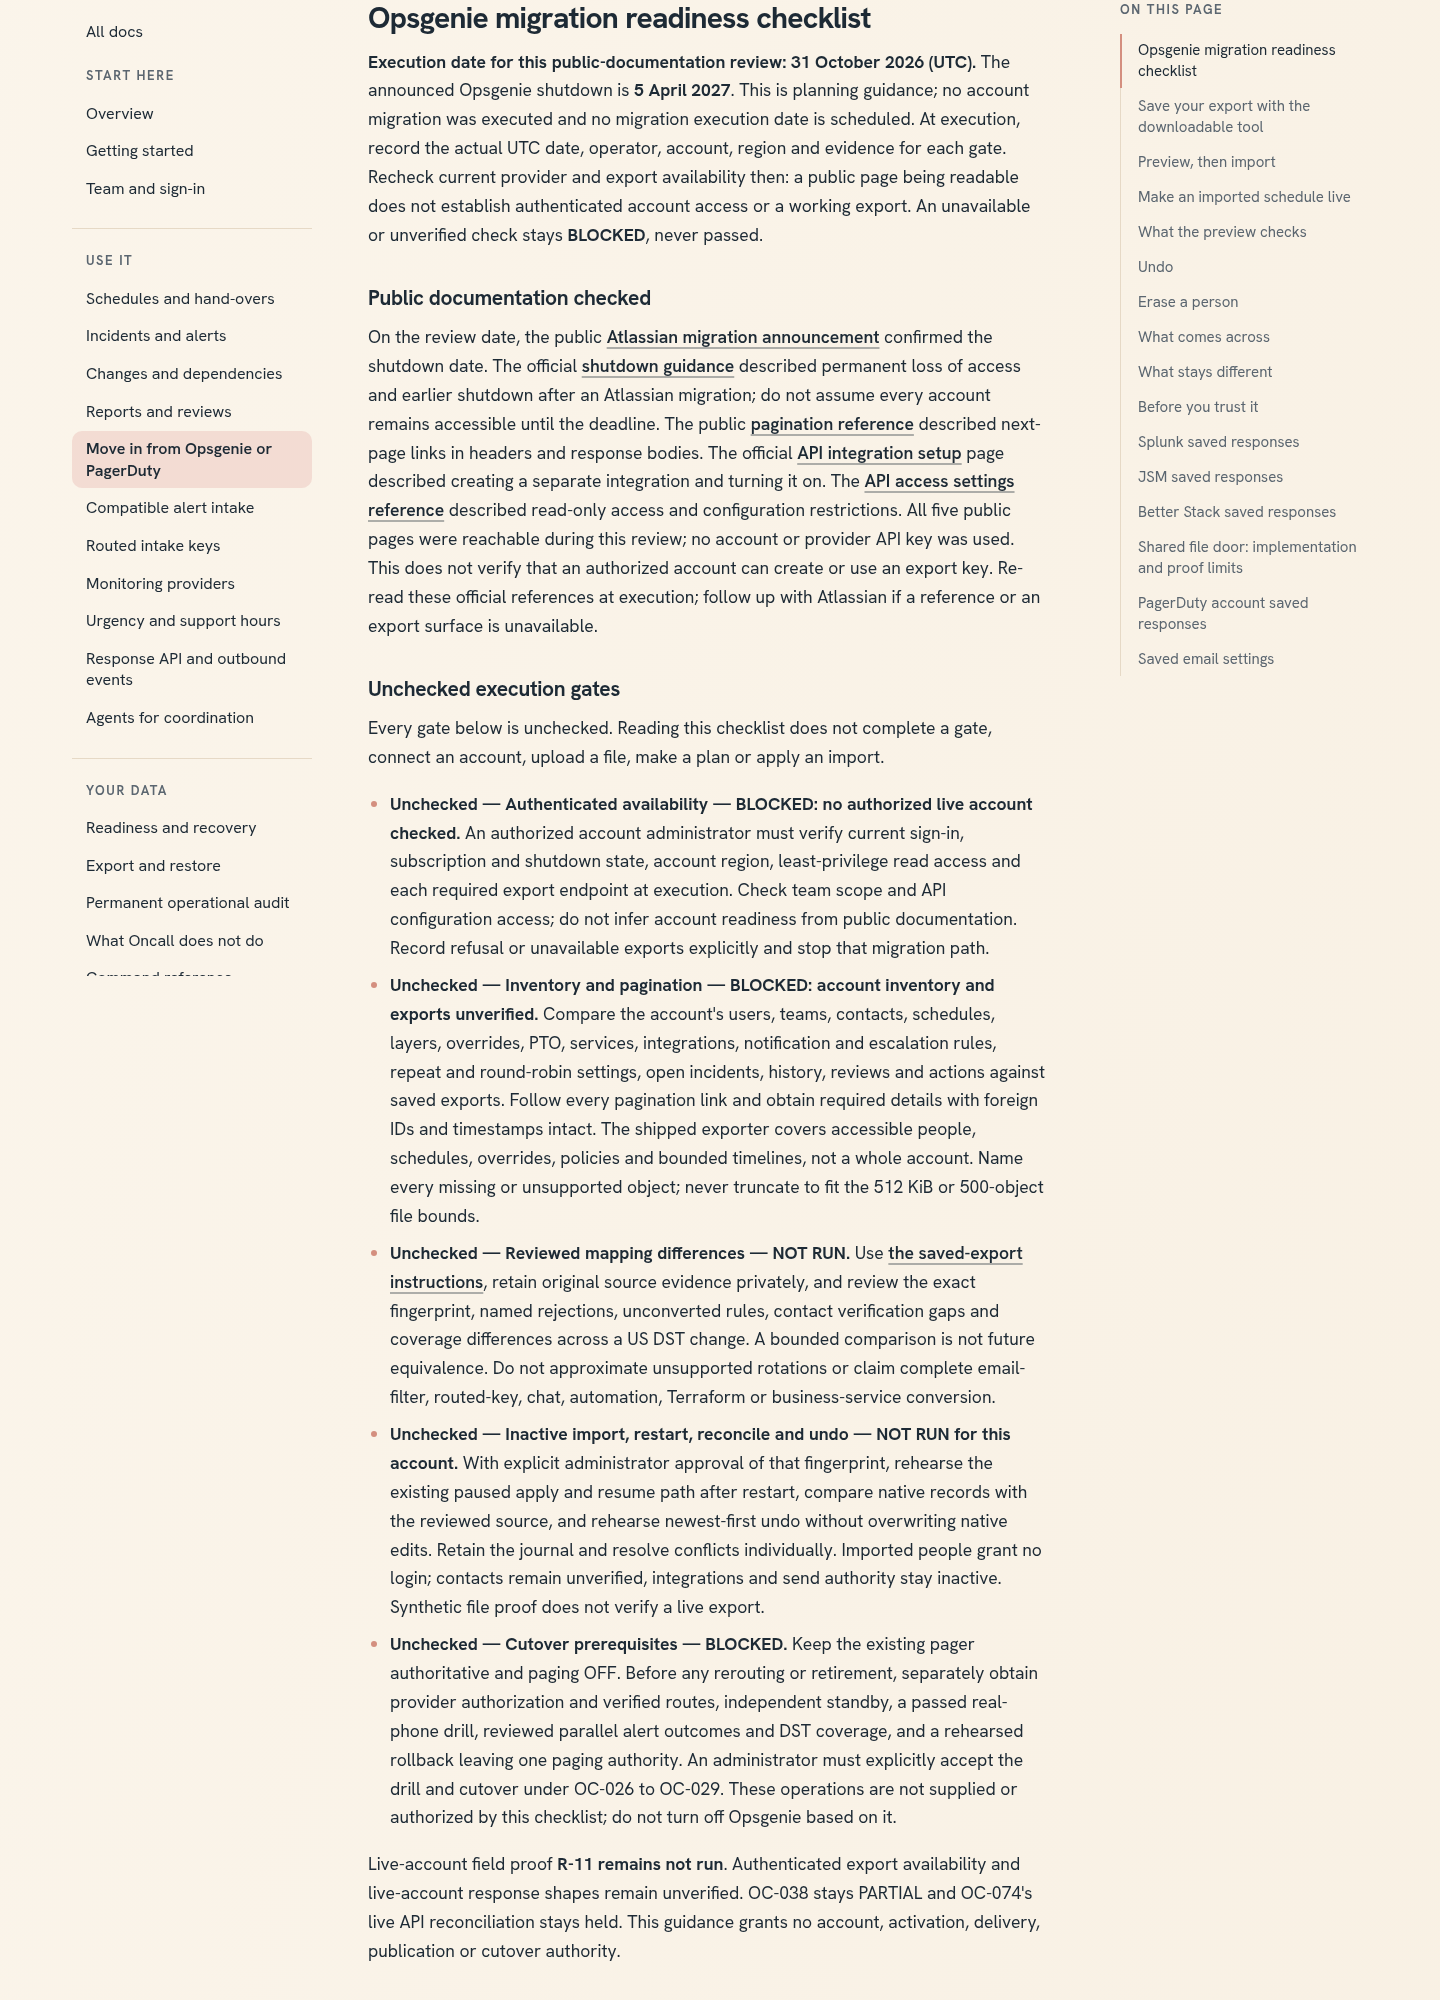 All docs
START HERE
Overview
Getting started
Team and sign-in
USE IT
Schedules and hand-overs
Incidents and alerts
Changes and dependencies
Reports and reviews
Move in from Opsgenie or
PagerDuty
Compatible alert intake
Routed intake keys
Monitoring providers
Urgency and support hours
Response API and outbound
events
Agents for coordination
YOUR DATA
Readiness and recovery
Export and restore
Permanent operational audit
What Oncall does not do
Opsgenie migration readiness checklist
Execution date for this public-documentation review: 31 October 2026 (UTC). The
announced Opsgenie shutdown is 5 April 2027. This is planning guidance; no account
migration was executed and no migration execution date is scheduled. At execution,
record the actual UTC date, operator, account, region and evidence for each gate.
Recheck current provider and export availability then: a public page being readable
does not establish authenticated account access or a working export. An unavailable
or unverified check stays BLOCKED, never passed.
Public documentation checked
On the review date, the public Atlassian migration announcement confirmed the
shutdown date. The official shutdown guidance described permanent loss of access
and earlier shutdown after an Atlassian migration; do not assume every account
remains accessible until the deadline. The public pagination reference described next-
page links in headers and response bodies. The official API integration setup page
described creating a separate integration and turning it on. The API access settings
reference described read-only access and configuration restrictions. All five public
pages were reachable during this review; no account or provider API key was used.
This does not verify that an authorized account can create or use an export key. Re-
read these official references at execution; follow up with Atlassian if a reference or an
export surface is unavailable.
Unchecked execution gates
Every gate below is unchecked. Reading this checklist does not complete a gate,
connect an account, upload a file, make a plan or apply an import.
Unchecked — Authenticated availability — BLOCKED: no authorized live account
checked. An authorized account administrator must verify current sign-in,
subscription and shutdown state, account region, least-privilege read access and
each required export endpoint at execution. Check team scope and API
configuration access; do not infer account readiness from public documentation.
Record refusal or unavailable exports explicitly and stop that migration path.
Unchecked — Inventory and pagination — BLOCKED: account inventory and
exports unverified. Compare the account's users, teams, contacts, schedules,
layers, overrides, PTO, services, integrations, notification and escalation rules,
repeat and round-robin settings, open incidents, history, reviews and actions against
saved exports. Follow every pagination link and obtain required details with foreign
IDs and timestamps intact. The shipped exporter covers accessible people,
schedules, overrides, policies and bounded timelines, not a whole account. Name
every missing or unsupported object; never truncate to fit the 512 KiB or 500-object
file bounds.
Unchecked — Reviewed mapping differences — NOT RUN. Use the saved-export
instructions, retain original source evidence privately, and review the exact
fingerprint, named rejections, unconverted rules, contact verification gaps and
coverage differences across a US DST change. A bounded comparison is not future
equivalence. Do not approximate unsupported rotations or claim complete email-
filter, routed-key, chat, automation, Terraform or business-service conversion.
Unchecked — Inactive import, restart, reconcile and undo — NOT RUN for this
account. With explicit administrator approval of that fingerprint, rehearse the
existing paused apply and resume path after restart, compare native records with
the reviewed source, and rehearse newest-first undo without overwriting native
edits. Retain the journal and resolve conflicts individually. Imported people grant no
login; contacts remain unverified, integrations and send authority stay inactive.
Synthetic file proof does not verify a live export.
Unchecked — Cutover prerequisites — BLOCKED. Keep the existing pager
authoritative and paging OFF. Before any rerouting or retirement, separately obtain
provider authorization and verified routes, independent standby, a passed real-
phone drill, reviewed parallel alert outcomes and DST coverage, and a rehearsed
rollback leaving one paging authority. An administrator must explicitly accept the
drill and cutover under OC-026 to OC-029. These operations are not supplied or
authorized by this checklist; do not turn off Opsgenie based on it.
Live-account field proof R-11 remains not run. Authenticated export availability and
live-account response shapes remain unverified. OC-038 stays PARTIAL and OC-074's
live API reconciliation stays held. This guidance grants no account, activation, delivery,
publication or cutover authority.
ON THIS PAGE
Opsgenie migration readiness
checklist
Save your export with the
downloadable tool
Preview, then import
Make an imported schedule live
What the preview checks
Undo
Erase a person
What comes across
What stays different
Before you trust it
Splunk saved responses
JSM saved responses
Better Stack saved responses
Shared file door: implementation
and proof limits
PagerDuty account saved
responses
Saved email settings